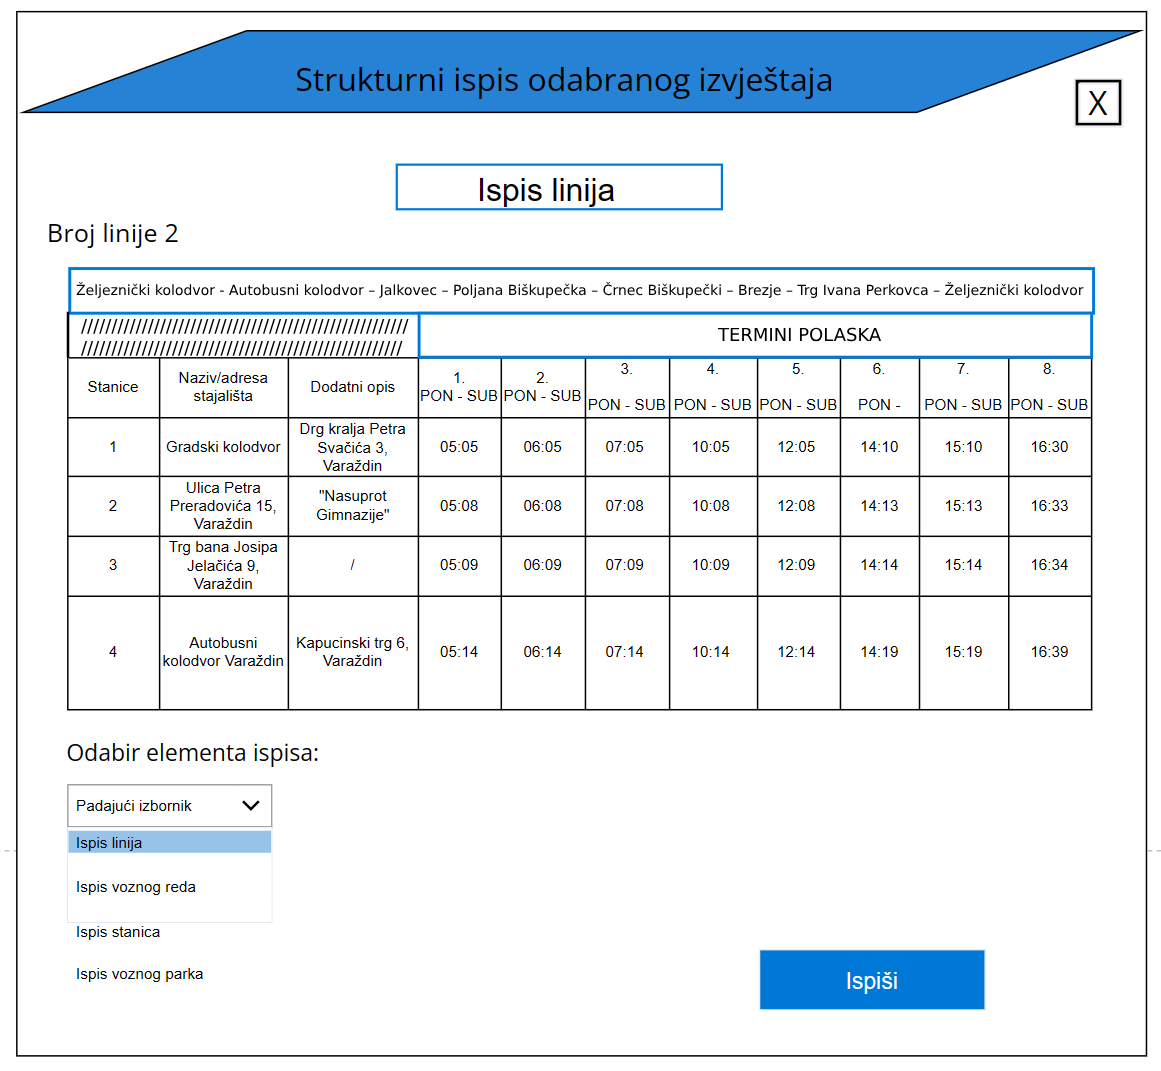 Strukturni ispis odabranog izvještaja
X
Ispis linija
Broj linije 2
Željeznički kolodvor - Autobusni kolodvor – Jalkovec – Poljana Biškupečka – Črnec Biškupečki – Brezje – Trg Ivana Perkovca – Željeznički kolodvor
//////////////////////////////////////////////////////
/////////////////////////////////////////////////////
TERMINI POLASKA
Stanice
Naziv/adresa
stajališta
Dodatni opis
1.
PON - SUB
2.
PON - SUB
3.
PON - SUB
4.
PON - SUB
5.
PON - SUB
6.
PON -
7.
PON - SUB
8.
PON - SUB
1
Gradski kolodvor
Drg kralja Petra
Svačića 3,
Varaždin
05:05
06:05
07:05
10:05
12:05
14:10
15:10
16:30
2
Ulica Petra
Preradovića 15,
Varaždin
"Nasuprot
Gimnazije"
05:08
06:08
07:08
10:08
12:08
14:13
15:13
16:33
3
Trg bana Josipa
Jelačića 9,
Varaždin
/
05:09
06:09
07:09
10:09
12:09
14:14
15:14
16:34
4
Autobusni
kolodvor Varaždin
Kapucinski trg 6,
Varaždin
05:14
06:14
07:14
10:14
12:14
14:19
15:19
16:39
Odabir elementa ispisa:
Padajući izbornik
Ispis linija
Ispis voznog reda
Ispis stanica
Ispis voznog parka
Ispiši